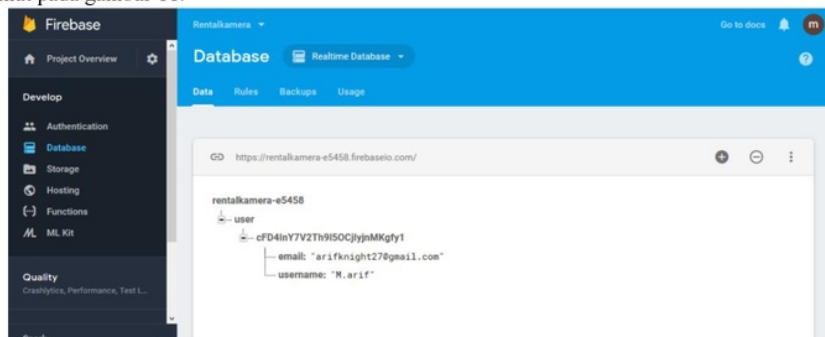 Firebase
Rentalkamera
Go to docs
m
Project Overview
Database
Realtime Database
Develop
Data Rules Backups Usage
Authentication
Database
Storage
Hosting
Functions
ML Kit
https://rentalkamera-e5458.firebaseio.com/
rentalkamera-e5458
user
cFD4InY7V2Th9I5OCjlyjnMKgfy1
email: "arifknight27@gmail.com"
username: "M.arif"
Quality
Crashlytics, Performance, Test L...